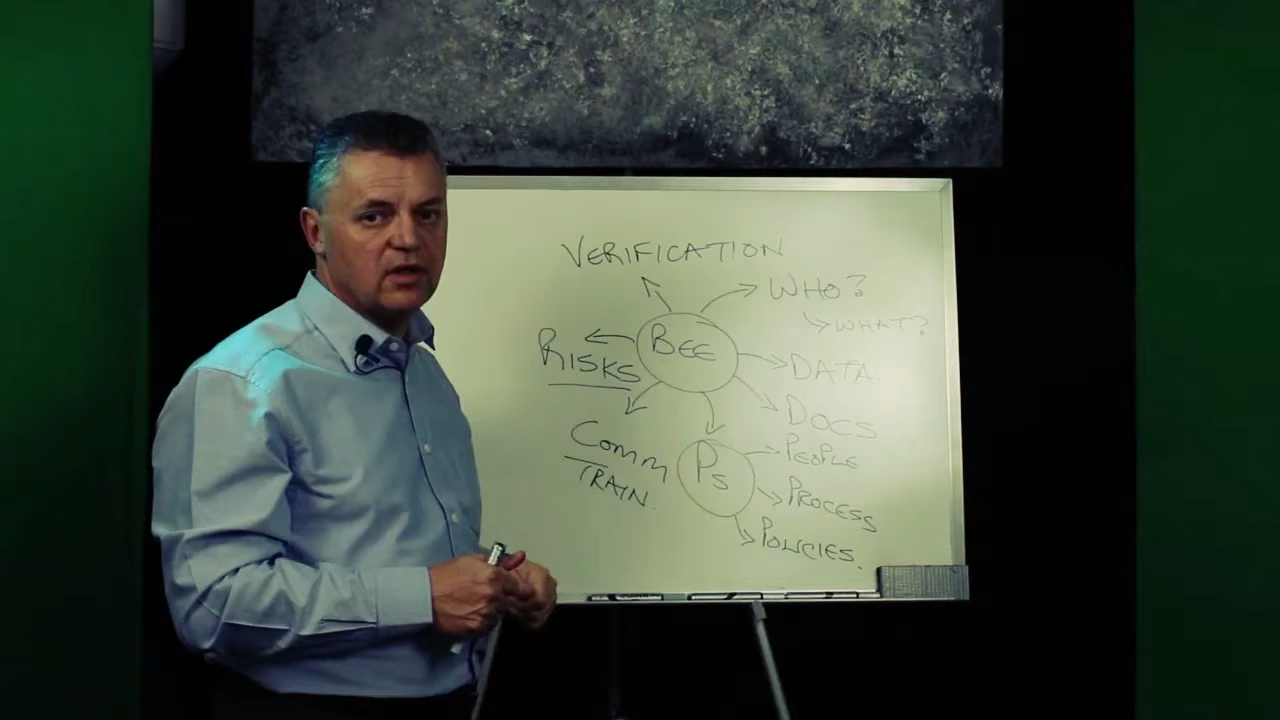 VERIFICATION
WHO?
WHAT?
BEE
RISKS
DATA
DOCS
COMM
TRAIN.
Ps
PEOPLE
PROCESS
POLICIES.